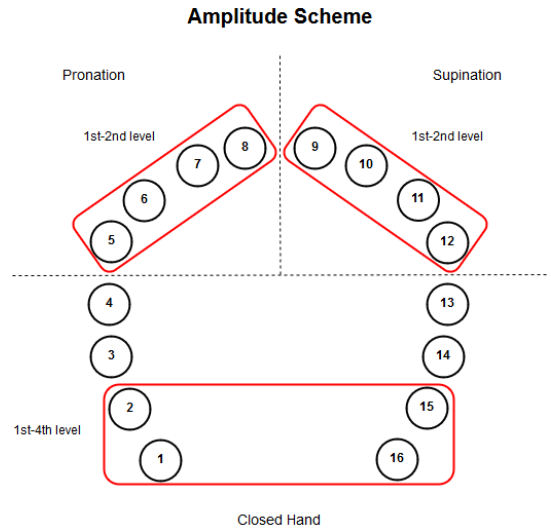 Amplitude Scheme
Pronation
Supination
1st-2nd level
1st-2nd level
8
9
7
10
6
11
5
12
4
13
3
14
2
15
1st-4th level
1
16
Closed Hand